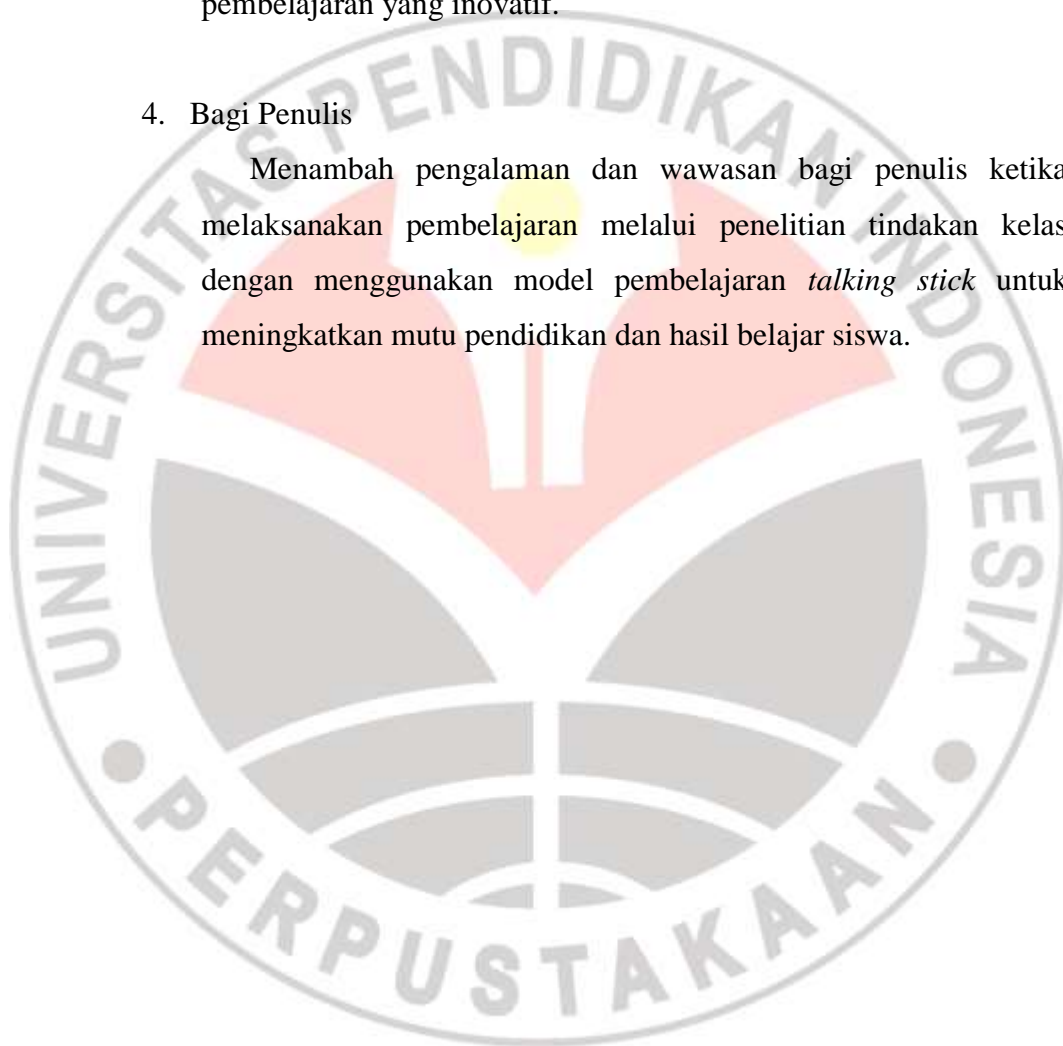 pembelajaran yang inovatif.
4. Bagi Penulis
Menambah pengalaman dan wawasan bagi penulis ketika
melaksanakan pembelajaran melalui penelitian tindakan kelas
dengan menggunakan model pembelajaran talking stick untuk
meningkatkan mutu pendidikan dan hasil belajar siswa.
UNIVERSITAS PENDIDIKAN INDONESIA
PERPUSTAKAAN